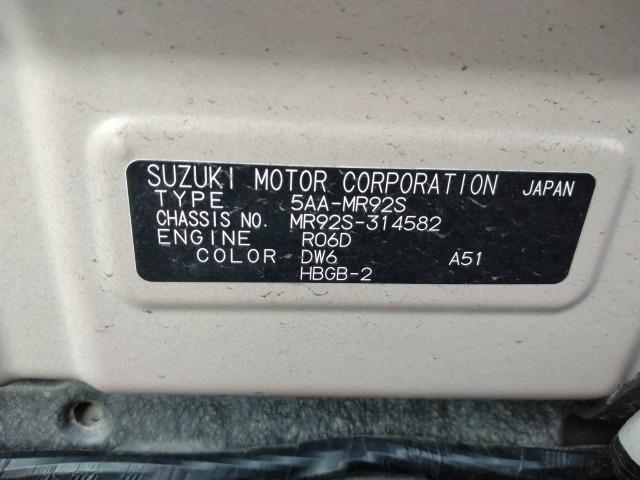 SUZUKI MOTOR CORPORATION JAPAN
TYPE 5AA-MR92S
CHASSIS NO. MR92S-314582
ENGINE R06D
COLOR DW6 A51
HBGB-2